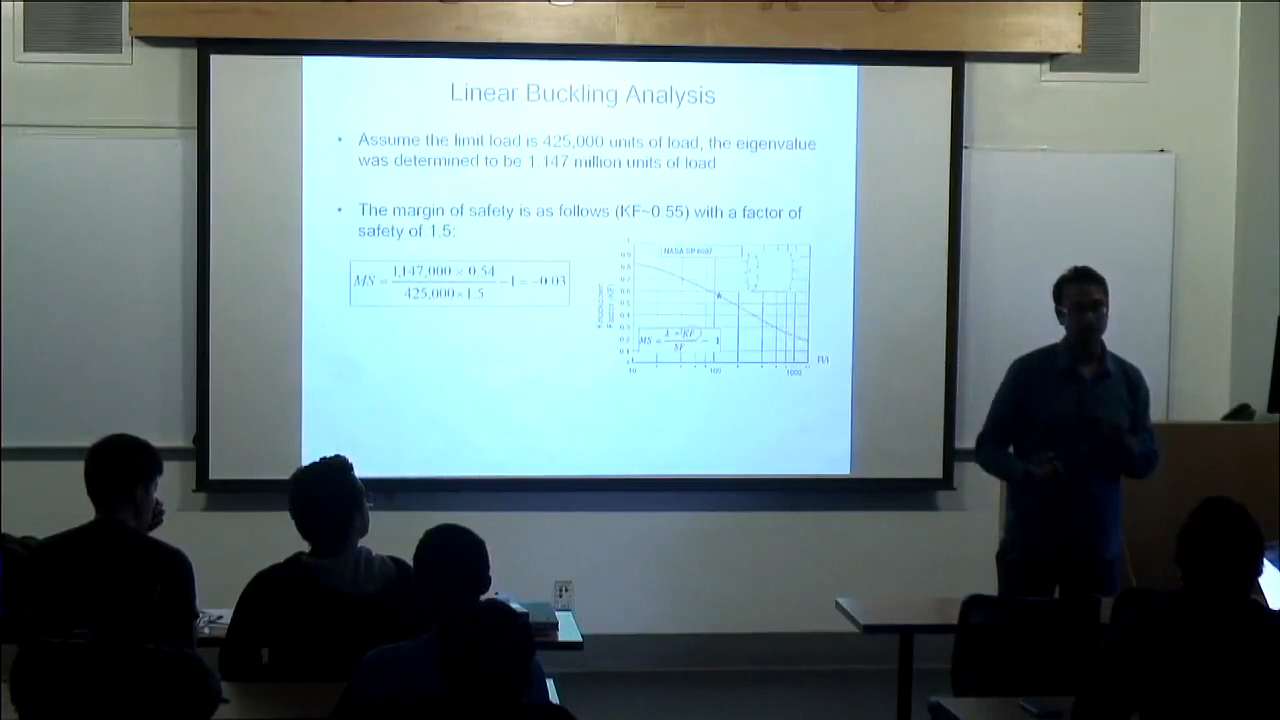 Linear Buckling Analysis
• Assume the limit load is 425,000 units of load, the eigenvalue
was determined to be 1.147 million units of load
• The margin of safety is as follows (KF~0.55) with a factor of
safety of 1.5:
MS = 1,147,000 × 0.54 / 425,000 × 1.5 − 1 = −0.03
NASA SP 8007
Knockdown
Factor (KF)
MS = λ × KF / SF − 1
R/t
10 100 1000